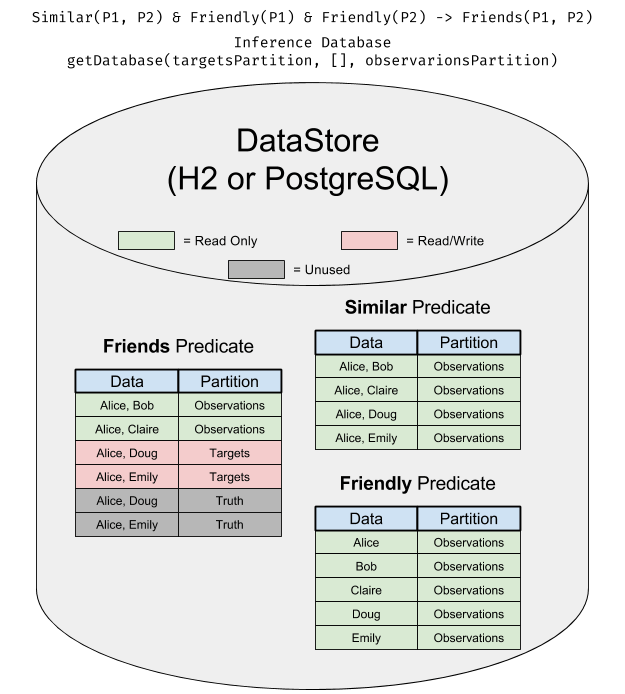 Similar(P1, P2) & Friendly(P1) & Friendly(P2) -> Friends(P1, P2)
Inference Database
getDatabase(targetsPartition, [], observarionsPartition)
DataStore
(H2 or PostgreSQL)
= Read Only
= Read/Write
= Unused
Friends Predicate
Data Partition
Alice, Bob Observations
Alice, Claire Observations
Alice, Doug Targets
Alice, Emily Targets
Alice, Doug Truth
Alice, Emily Truth
Similar Predicate
Data Partition
Alice, Bob Observations
Alice, Claire Observations
Alice, Doug Observations
Alice, Emily Observations
Friendly Predicate
Data Partition
Alice Observations
Bob Observations
Claire Observations
Doug Observations
Emily Observations